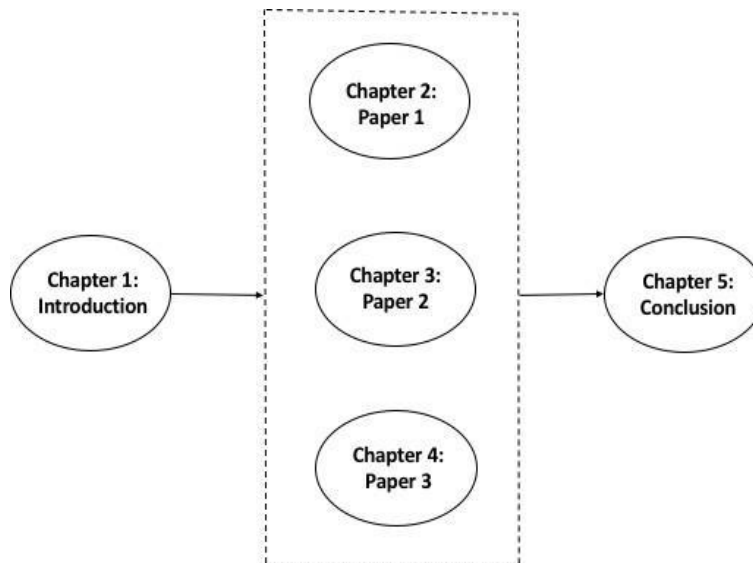 Chapter 1:
Introduction
Chapter 2:
Paper 1
Chapter 3:
Paper 2
Chapter 4:
Paper 3
Chapter 5:
Conclusion